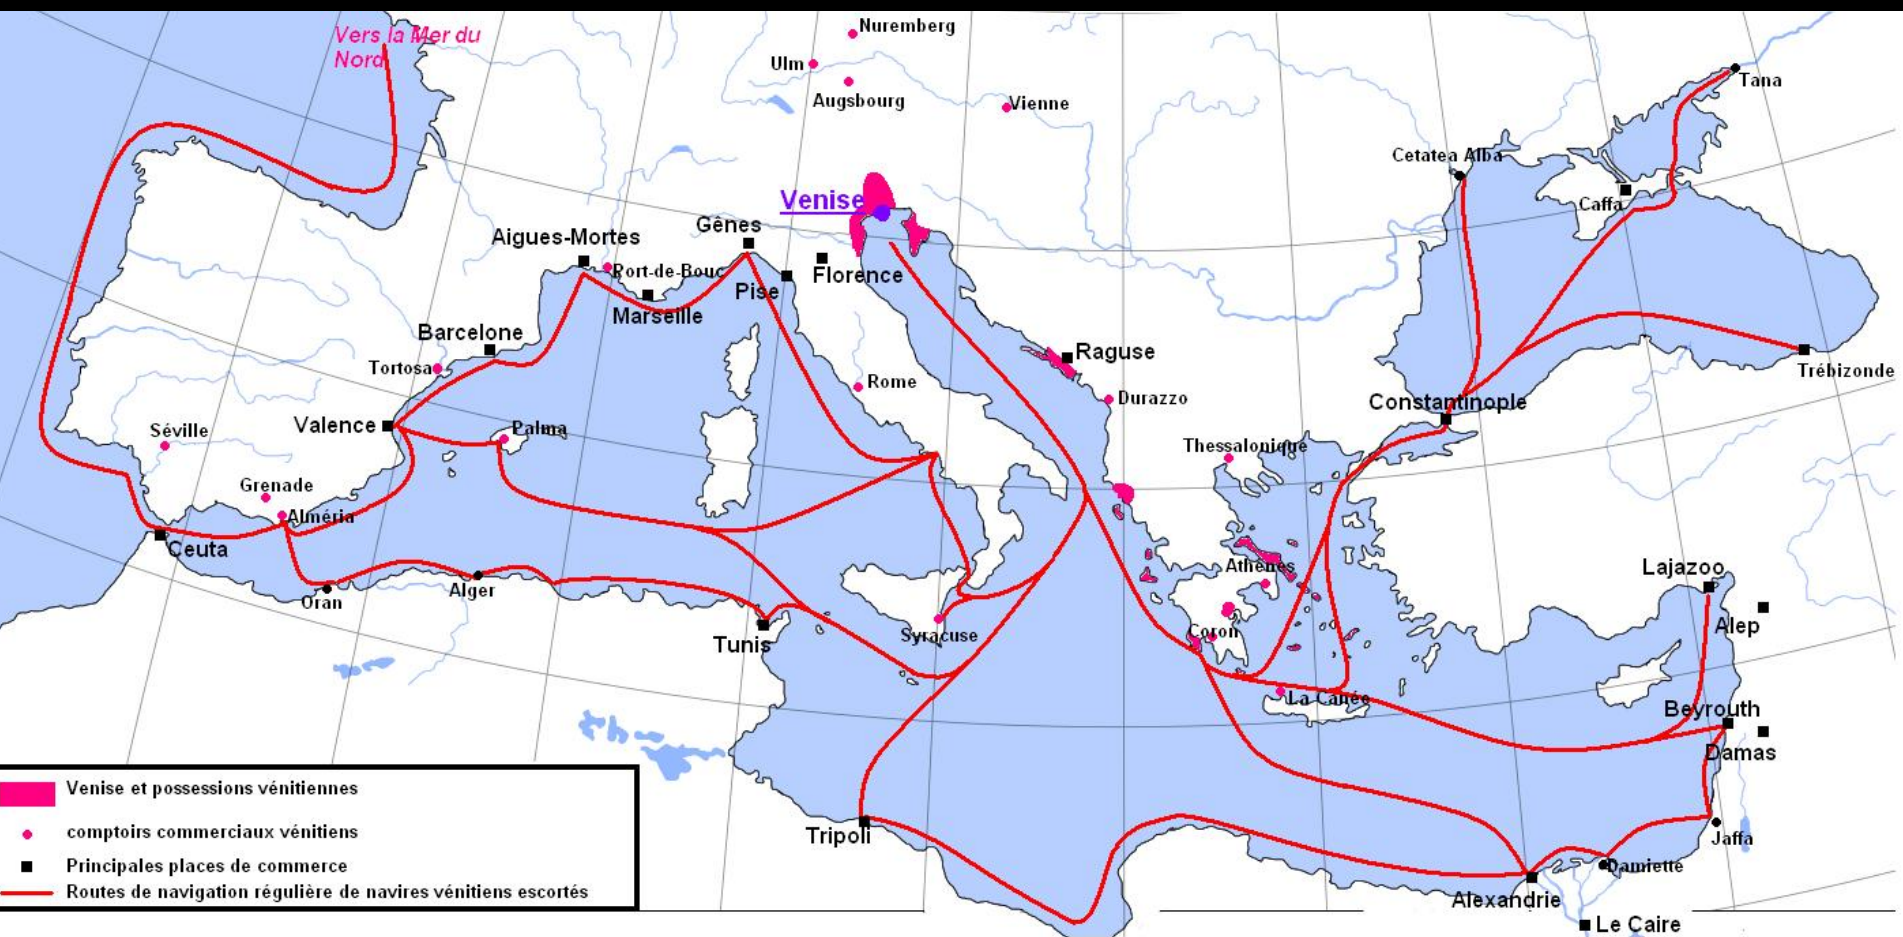 Vers la Mer du
Nord
Nuremberg
Ulm
Augsbourg
Vienne
Tana
Cetatea Alba
Caffa
Venise
Gênes
Aigues-Mortes
Port-de-Bouc
Florence
Pise
Marseille
Barcelone
Raguse
Tortosa
Trébizonde
Rome
Durazzo
Constantinople
Valence
Palma
Séville
Thessalonique
Grenade
Alméria
Ceuta
Athènes
Lajazoo
Alger
Oran
Alep
Coron
Syracuse
Tunis
La Canée
Beyrouth
Damas
Tripoli
Jaffa
Damiette
Alexandrie
Le Caire
Venise et possessions vénitiennes
comptoirs commerciaux vénitiens
Principales places de commerce
Routes de navigation régulière de navires vénitiens escortés